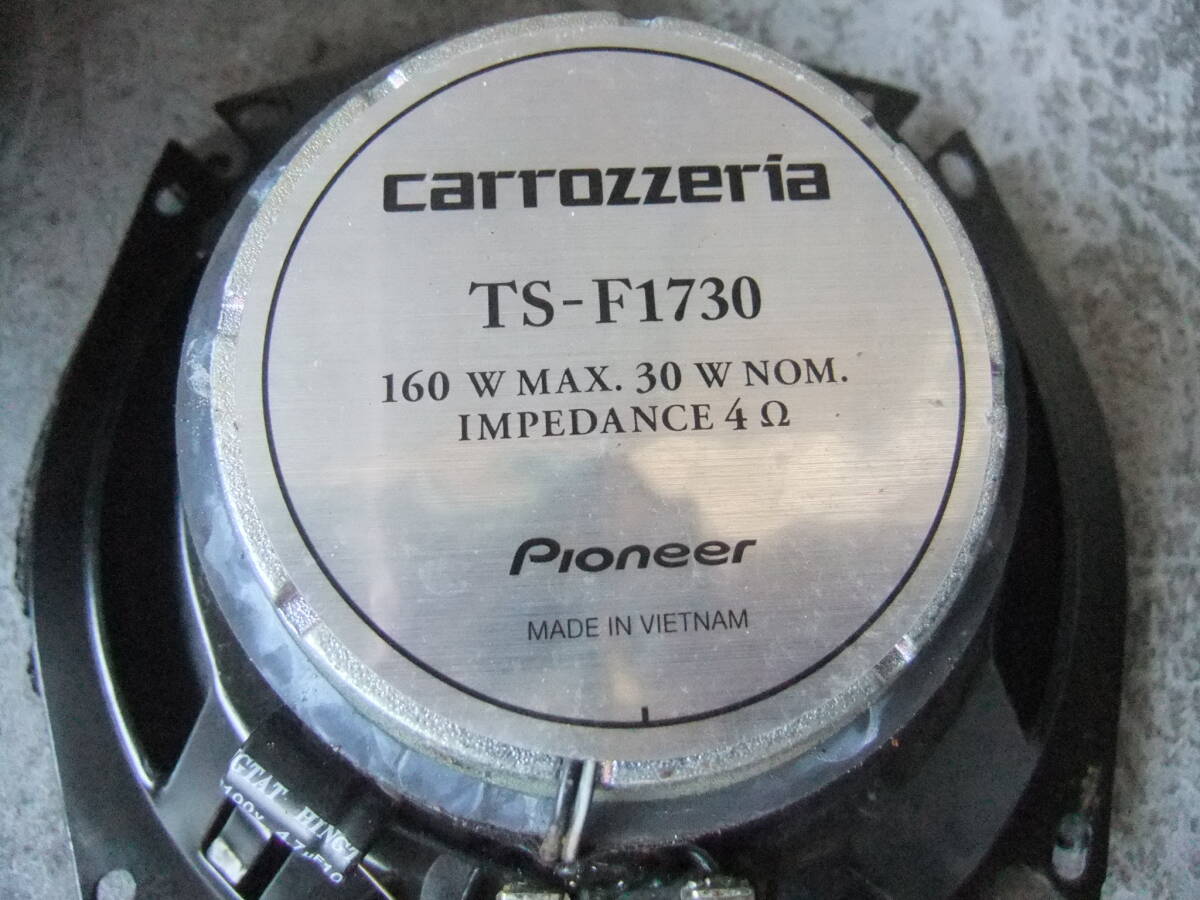 carrozzeria
TS-F1730
160 W MAX. 30 W NOM.
IMPEDANCE 4 Ω
Pioneer
MADE IN VIETNAM